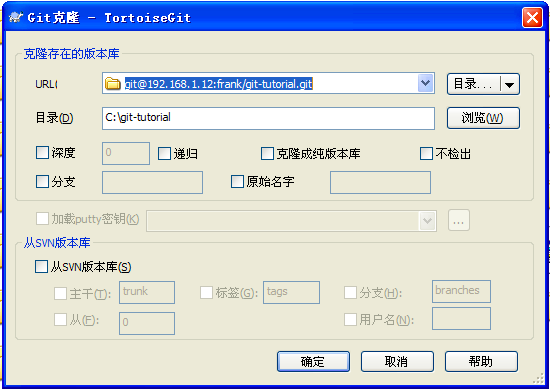 Git克隆 - TortoiseGit
克隆存在的版本库
URL( git@192.168.1.12:frank/git-tutorial.git 目录...
目录(D) C:\git-tutorial 浏览(W)
深度 0 递归 克隆成纯版本库 不检出
分支 原始名字
加载putty密钥(K) ...
从SVN版本库
从SVN版本库(S)
主干(T): trunk 标签(G): tags 分支(H): branches
从(F): 0 用户名(N):
确定 取消 帮助